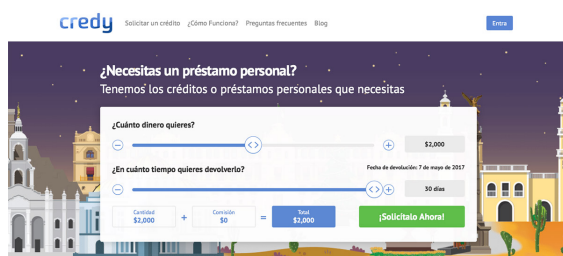 credy
Solicitar un crédito ¿Cómo Funciona? Preguntas frecuentes Blog
Entra
¿Necesitas un préstamo personal?
Tenemos los créditos o préstamos personales que necesitas
¿Cuánto dinero quieres?
$2,000
¿En cuánto tiempo quieres devolverlo?
Fecha de devolución: 7 de mayo de 2017
30 días
Cantidad
$2,000
+
Comisión
$0
=
Total
$2,000
¡Solicítalo Ahora!